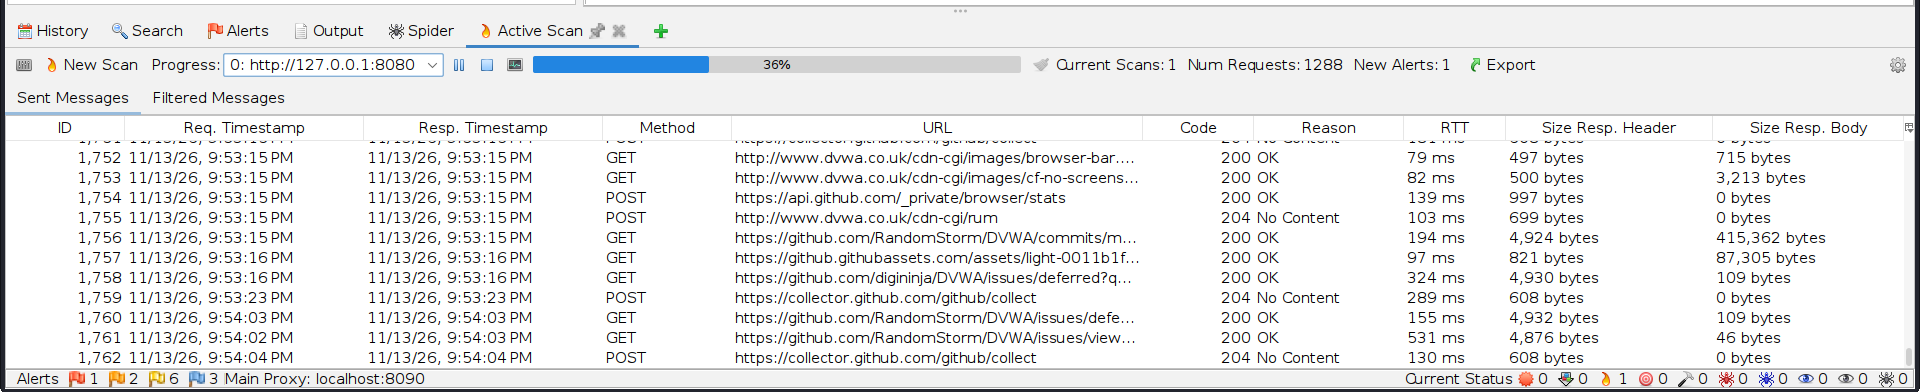 History Search Alerts Output Spider Active Scan
New Scan Progress: 0: http://127.0.0.1:8080 36% Current Scans: 1 Num Requests: 1288 New Alerts: 1 Export
Sent Messages Filtered Messages
ID Req. Timestamp Resp. Timestamp Method URL Code Reason RTT Size Resp. Header Size Resp. Body
1,752 11/13/26, 9:53:15 PM 11/13/26, 9:53:15 PM GET http://www.dvwa.co.uk/cdn-cgi/images/browser-bar.... 200 OK 79 ms 497 bytes 715 bytes
1,753 11/13/26, 9:53:15 PM 11/13/26, 9:53:15 PM GET http://www.dvwa.co.uk/cdn-cgi/images/cf-no-screens... 200 OK 82 ms 500 bytes 3,213 bytes
1,754 11/13/26, 9:53:15 PM 11/13/26, 9:53:15 PM POST https://api.github.com/_private/browser/stats 200 OK 139 ms 997 bytes 0 bytes
1,755 11/13/26, 9:53:15 PM 11/13/26, 9:53:15 PM POST http://www.dvwa.co.uk/cdn-cgi/rum 204 No Content 103 ms 699 bytes 0 bytes
1,756 11/13/26, 9:53:15 PM 11/13/26, 9:53:15 PM GET https://github.com/RandomStorm/DVWA/commits/m... 200 OK 194 ms 4,924 bytes 415,362 bytes
1,757 11/13/26, 9:53:16 PM 11/13/26, 9:53:16 PM GET https://github.githubassets.com/assets/light-0011b1f... 200 OK 97 ms 821 bytes 87,305 bytes
1,758 11/13/26, 9:53:16 PM 11/13/26, 9:53:16 PM GET https://github.com/digininja/DVWA/issues/deferred?q... 200 OK 324 ms 4,930 bytes 109 bytes
1,759 11/13/26, 9:53:23 PM 11/13/26, 9:53:23 PM POST https://collector.github.com/github/collect 204 No Content 289 ms 608 bytes 0 bytes
1,760 11/13/26, 9:54:03 PM 11/13/26, 9:54:03 PM GET https://github.com/RandomStorm/DVWA/issues/defe... 200 OK 155 ms 4,932 bytes 109 bytes
1,761 11/13/26, 9:54:02 PM 11/13/26, 9:54:03 PM GET https://github.com/RandomStorm/DVWA/issues/view... 200 OK 531 ms 4,876 bytes 46 bytes
1,762 11/13/26, 9:54:04 PM 11/13/26, 9:54:04 PM POST https://collector.github.com/github/collect 204 No Content 130 ms 608 bytes 0 bytes
Alerts 1 2 6 3 Main Proxy: localhost:8090 Current Status 0 0 1 0 0 0 0 0 0 0